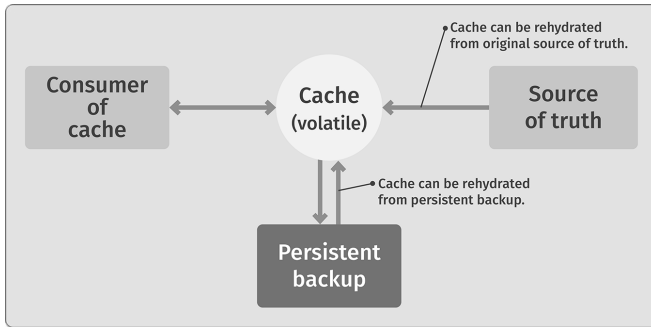 Cache can be rehydrated
from original source of truth.
Consumer
of
cache
Cache
(volatile)
Source
of truth
Cache can be rehydrated
from persistent backup.
Persistent
backup